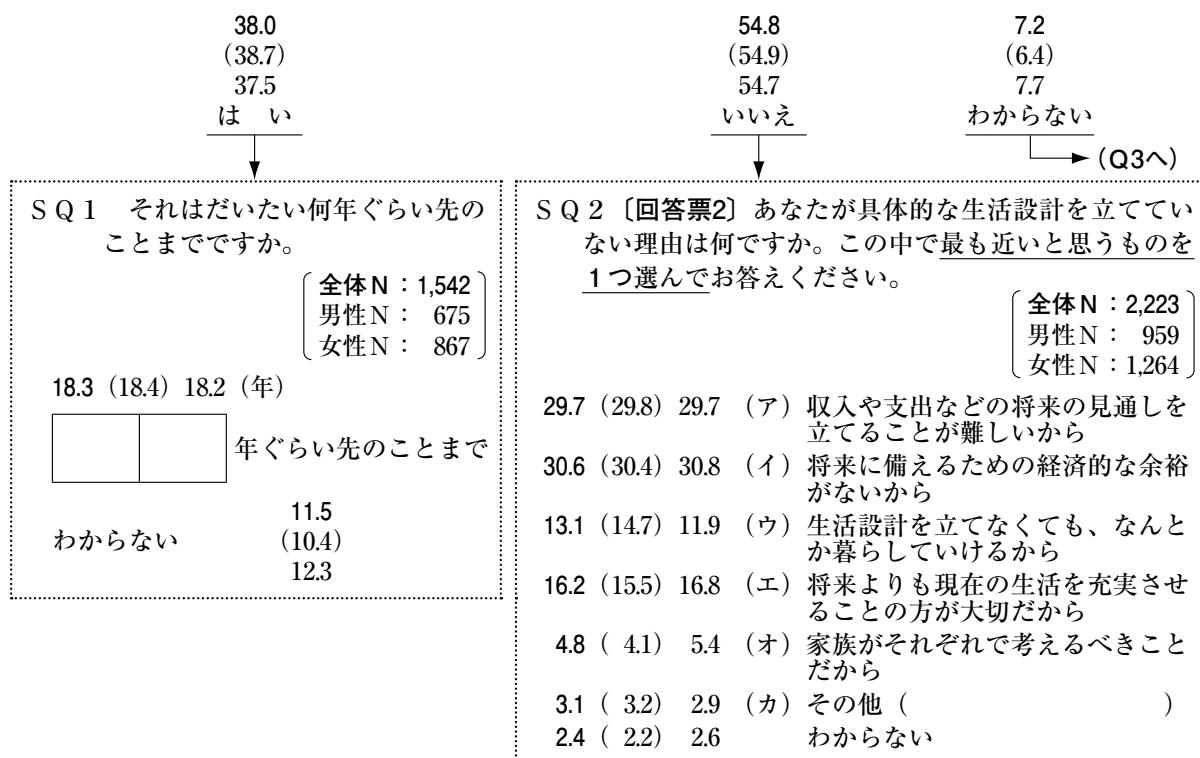 38.0 54.8 7.2
(38.7) (54.9) (6.4)
37.5 54.7 7.7
は　い いいえ わからない
(Q3へ)
ＳＱ１　それはだいたい何年ぐらい先の
ことまでですか。
全体N：1,542
男性N： 675
女性N： 867
18.3（18.4）18.2（年）
年ぐらい先のことまで
11.5
わからない (10.4)
12.3
ＳＱ２〔回答票2〕あなたが具体的な生活設計を立ててい
ない理由は何ですか。この中で最も近いと思うものを
１つ選んでお答えください。
全体N：2,223
男性N： 959
女性N：1,264
29.7（29.8）29.7 （ア）収入や支出などの将来の見通しを
立てることが難しいから
30.6（30.4）30.8 （イ）将来に備えるための経済的な余裕
がないから
13.1（14.7）11.9 （ウ）生活設計を立てなくても、なんと
か暮らしていけるから
16.2（15.5）16.8 （エ）将来よりも現在の生活を充実させ
ることの方が大切だから
4.8（ 4.1） 5.4 （オ）家族がそれぞれで考えるべきこと
だから
3.1（ 3.2） 2.9 （カ）その他（　　　　　　　　　）
2.4（ 2.2） 2.6 わからない